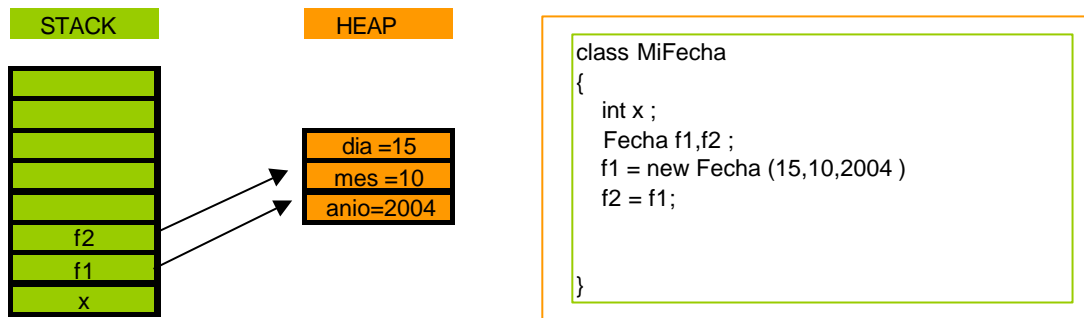 STACK
HEAP
dia =15
mes =10
anio=2004
f2
f1
x
class MiFecha
{
int x ;
Fecha f1,f2 ;
f1 = new Fecha (15,10,2004 )
f2 = f1;
}